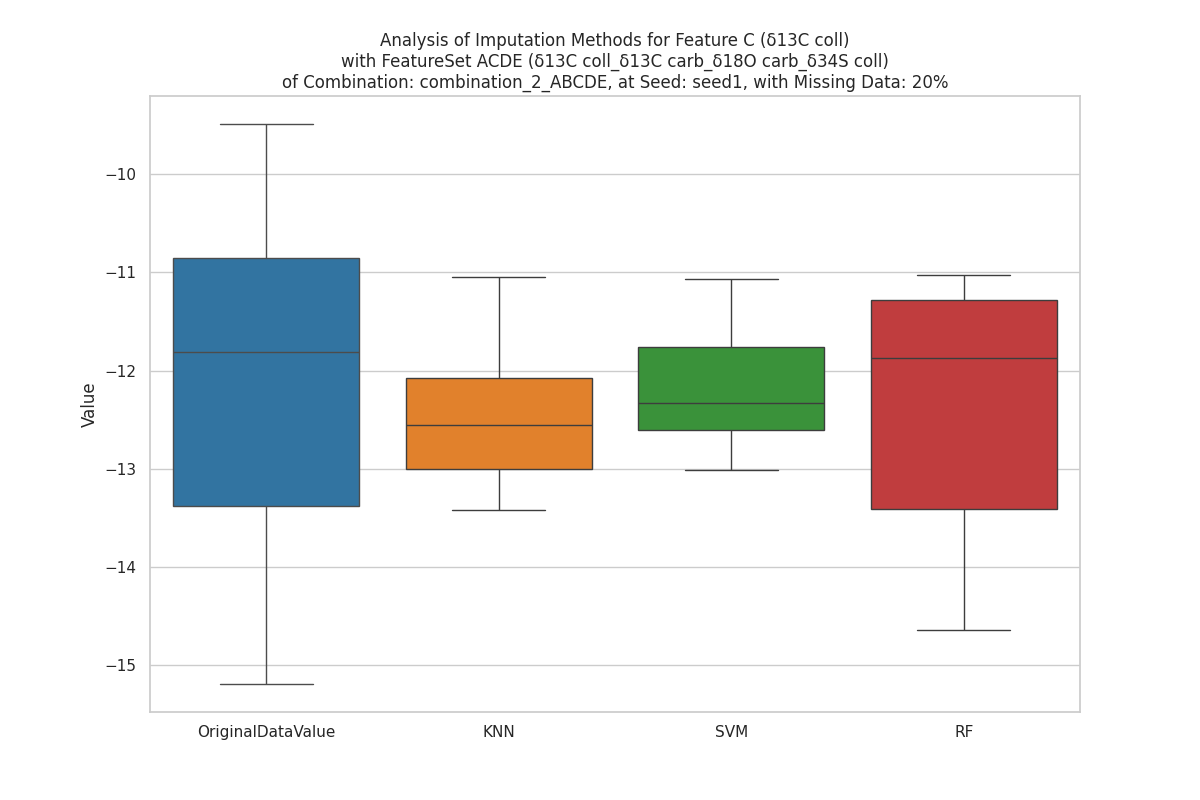 Analysis of Imputation Methods for Feature C (δ13C coll)
with FeatureSet ACDE (δ13C coll_δ13C carb_δ18O carb_δ34S coll)
of Combination: combination_2_ABCDE, at Seed: seed1, with Missing Data: 20%
Value
−10
−11
−12
−13
−14
−15
OriginalDataValue
KNN
SVM
RF